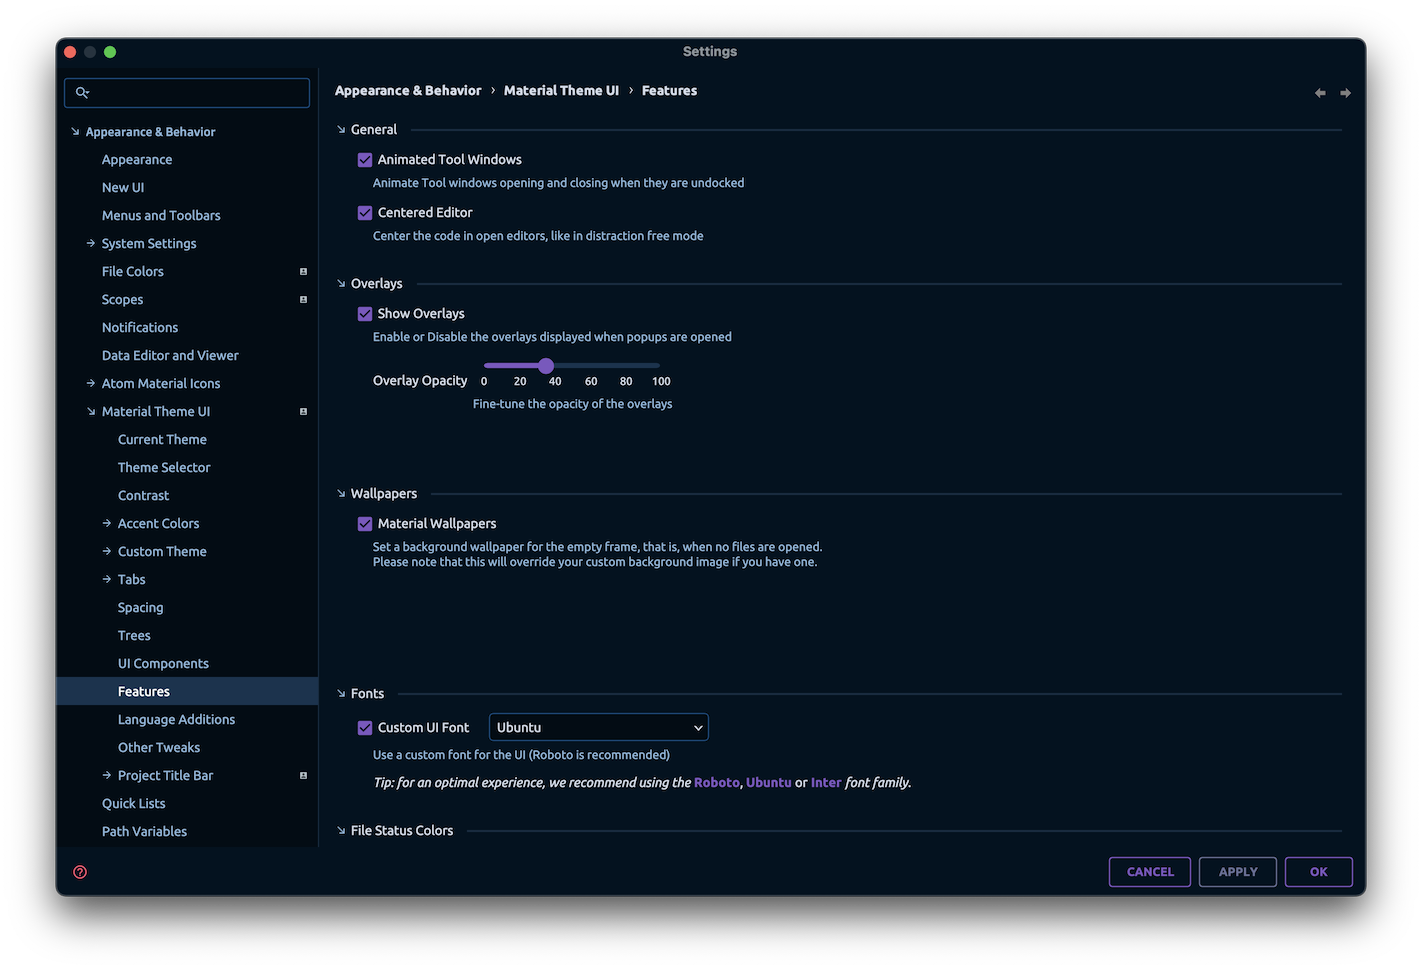 Settings
Appearance & Behavior
Appearance
New UI
Menus and Toolbars
System Settings
File Colors
Scopes
Notifications
Data Editor and Viewer
Atom Material Icons
Material Theme UI
Current Theme
Theme Selector
Contrast
Accent Colors
Custom Theme
Tabs
Spacing
Trees
UI Components
Features
Language Additions
Other Tweaks
Project Title Bar
Quick Lists
Path Variables
Appearance & Behavior › Material Theme UI › Features
General
Animated Tool Windows
Animate Tool windows opening and closing when they are undocked
Centered Editor
Center the code in open editors, like in distraction free mode
Overlays
Show Overlays
Enable or Disable the overlays displayed when popups are opened
Overlay Opacity 0 20 40 60 80 100
Fine-tune the opacity of the overlays
Wallpapers
Material Wallpapers
Set a background wallpaper for the empty frame, that is, when no files are opened.
Please note that this will override your custom background image if you have one.
Fonts
Custom UI Font Ubuntu
Use a custom font for the UI (Roboto is recommended)
Tip: for an optimal experience, we recommend using the Roboto, Ubuntu or Inter font family.
File Status Colors
CANCEL APPLY OK